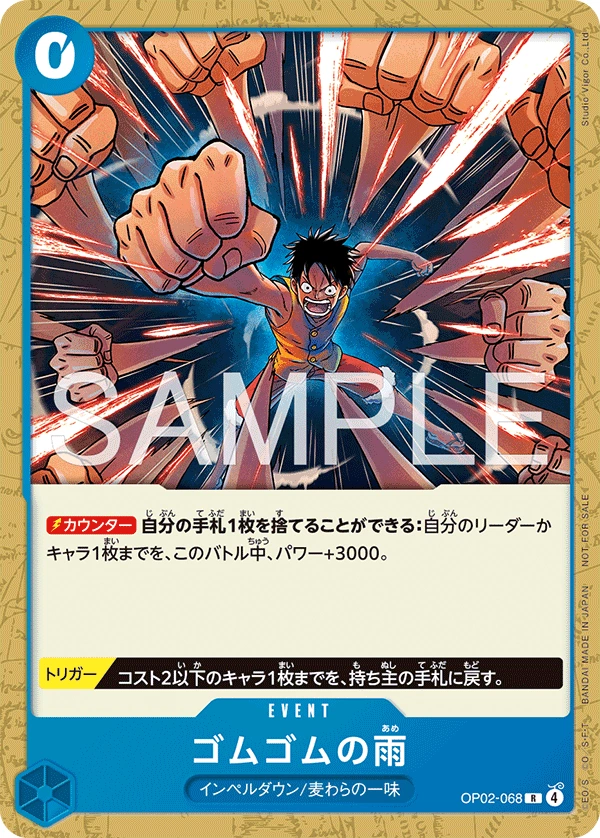 0
SAMPLE
カウンター 自分の手札1枚を捨てることができる：自分のリーダーか
キャラ1枚までを、このバトル中、パワー+3000。
トリガー コスト2以下のキャラ1枚までを、持ち主の手札に戻す。
EVENT
ゴムゴムの雨
インペルダウン/麦わらの一味
OP02-068 R 4
Studio Vigor Co.,Ltd.
BANDAI MADE IN JAPAN NOT FOR SALE